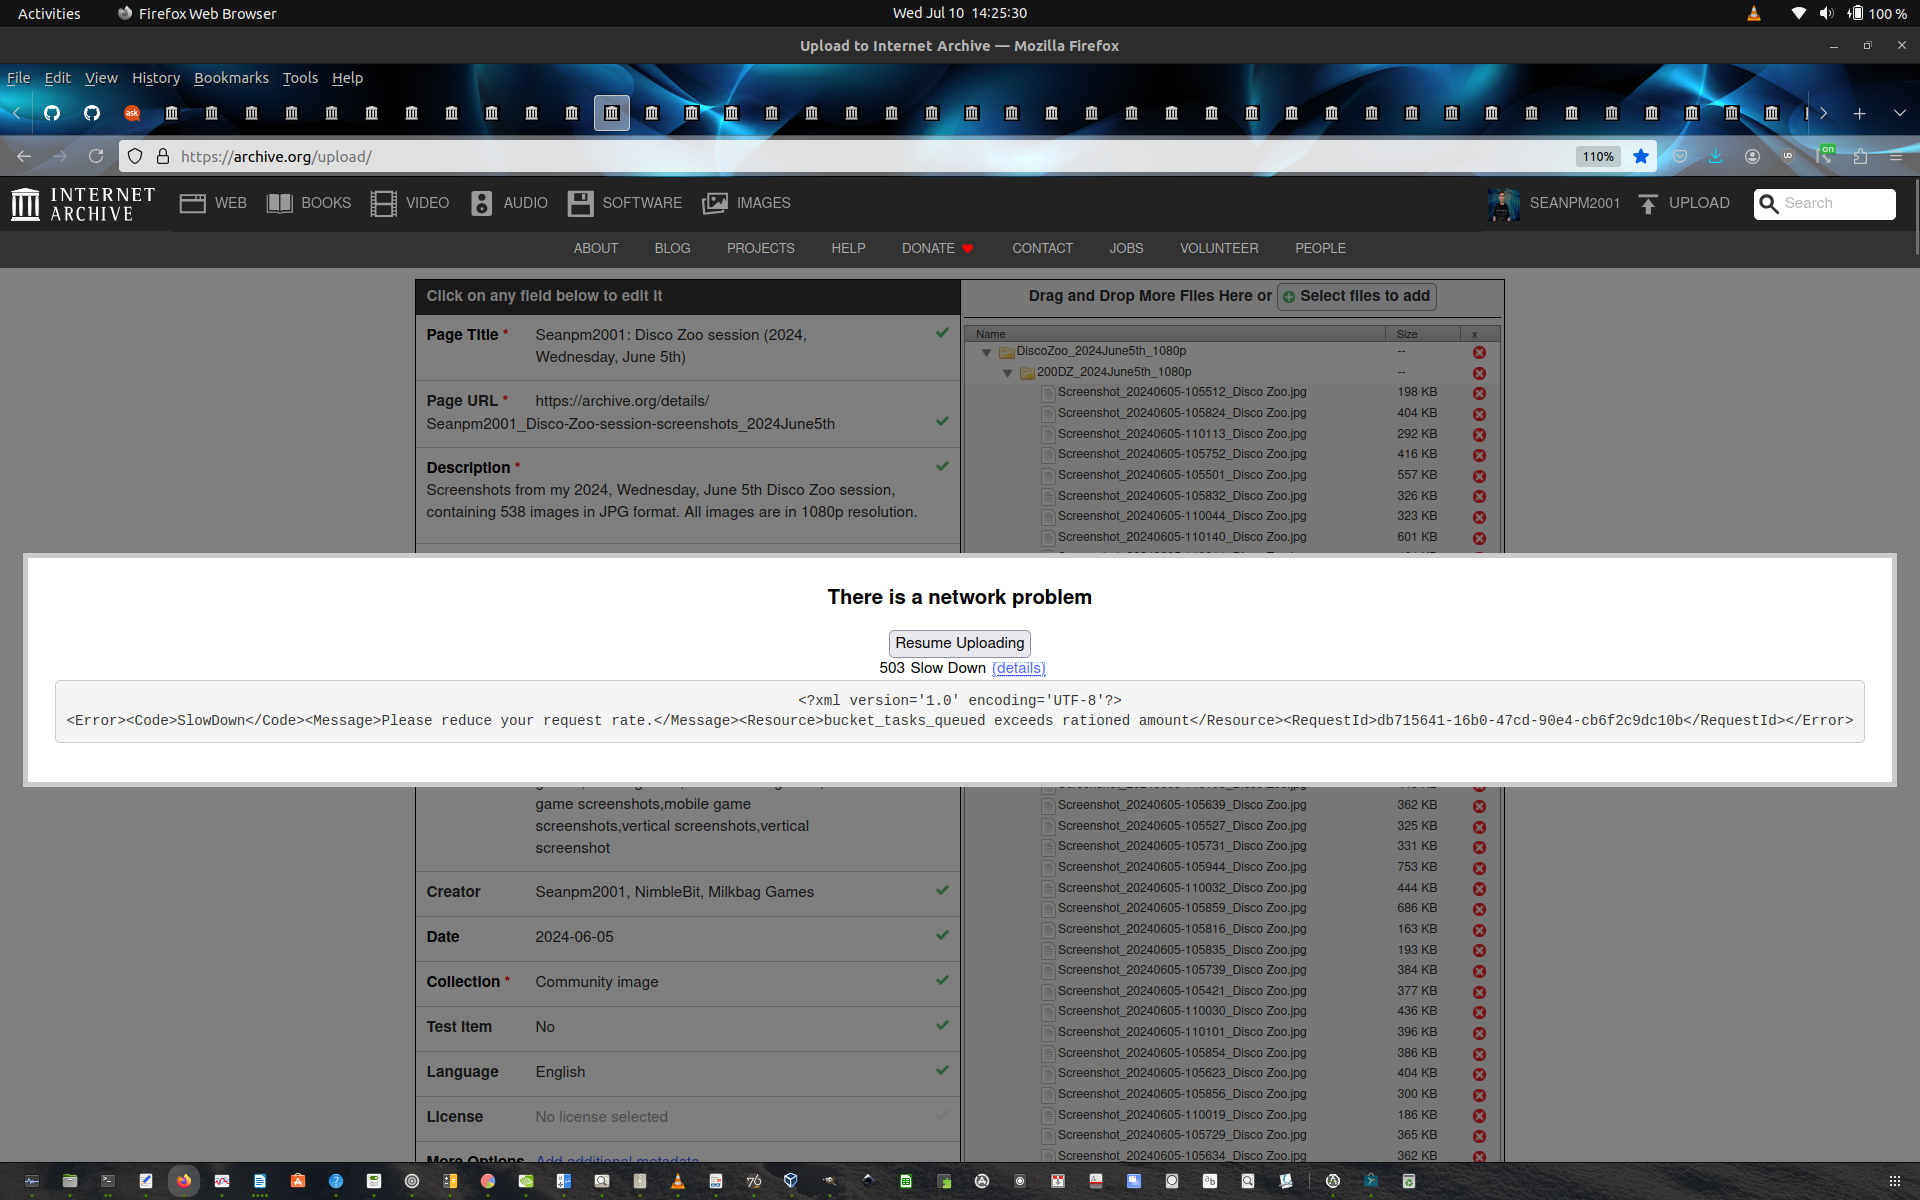 Activities
Firefox Web Browser
Wed Jul 10 14:25:30
100 %
Upload to Internet Archive — Mozilla Firefox
File Edit View History Bookmarks Tools Help
ask
https://archive.org/upload/
110%
on
INTERNET ARCHIVE
WEB BOOKS VIDEO AUDIO SOFTWARE IMAGES
SEANPM2001 UPLOAD Search
ABOUT BLOG PROJECTS HELP DONATE CONTACT JOBS VOLUNTEER PEOPLE
Click on any field below to edit it
Page Title * Seanpm2001: Disco Zoo session (2024,
Wednesday, June 5th)
Page URL * https://archive.org/details/
Seanpm2001_Disco-Zoo-session-screenshots_2024June5th
Description *
Screenshots from my 2024, Wednesday, June 5th Disco Zoo session,
containing 538 images in JPG format. All images are in 1080p resolution.
Drag and Drop More Files Here or Select files to add
Name Size x
DiscoZoo_2024June5th_1080p --
200DZ_2024June5th_1080p --
Screenshot_20240605-105512_Disco Zoo.jpg 198 KB
Screenshot_20240605-105824_Disco Zoo.jpg 404 KB
Screenshot_20240605-110113_Disco Zoo.jpg 292 KB
Screenshot_20240605-105752_Disco Zoo.jpg 416 KB
Screenshot_20240605-105501_Disco Zoo.jpg 557 KB
Screenshot_20240605-105832_Disco Zoo.jpg 326 KB
Screenshot_20240605-110044_Disco Zoo.jpg 323 KB
Screenshot_20240605-110140_Disco Zoo.jpg 601 KB
There is a network problem
Resume Uploading
503 Slow Down (details)
<?xml version='1.0' encoding='UTF-8'?>
<Error><Code>SlowDown</Code><Message>Please reduce your request rate.</Message><Resource>bucket_tasks_queued exceeds rationed amount</Resource><RequestId>db715641-16b0-47cd-90e4-cb6f2c9dc10b</RequestId></Error>
game screenshots,mobile game
screenshots,vertical screenshots,vertical
screenshot
Creator Seanpm2001, NimbleBit, Milkbag Games
Date 2024-06-05
Collection * Community image
Test Item No
Language English
License No license selected
More Options Add additional metadata
Screenshot_20240605-105639_Disco Zoo.jpg 362 KB
Screenshot_20240605-105527_Disco Zoo.jpg 325 KB
Screenshot_20240605-105731_Disco Zoo.jpg 331 KB
Screenshot_20240605-105944_Disco Zoo.jpg 753 KB
Screenshot_20240605-110032_Disco Zoo.jpg 444 KB
Screenshot_20240605-105859_Disco Zoo.jpg 686 KB
Screenshot_20240605-105816_Disco Zoo.jpg 163 KB
Screenshot_20240605-105835_Disco Zoo.jpg 193 KB
Screenshot_20240605-105739_Disco Zoo.jpg 384 KB
Screenshot_20240605-105421_Disco Zoo.jpg 377 KB
Screenshot_20240605-110030_Disco Zoo.jpg 436 KB
Screenshot_20240605-110101_Disco Zoo.jpg 396 KB
Screenshot_20240605-105854_Disco Zoo.jpg 386 KB
Screenshot_20240605-105623_Disco Zoo.jpg 404 KB
Screenshot_20240605-105856_Disco Zoo.jpg 300 KB
Screenshot_20240605-110019_Disco Zoo.jpg 186 KB
Screenshot_20240605-105729_Disco Zoo.jpg 365 KB
Screenshot_20240605-105634_Disco Zoo.jpg 362 KB